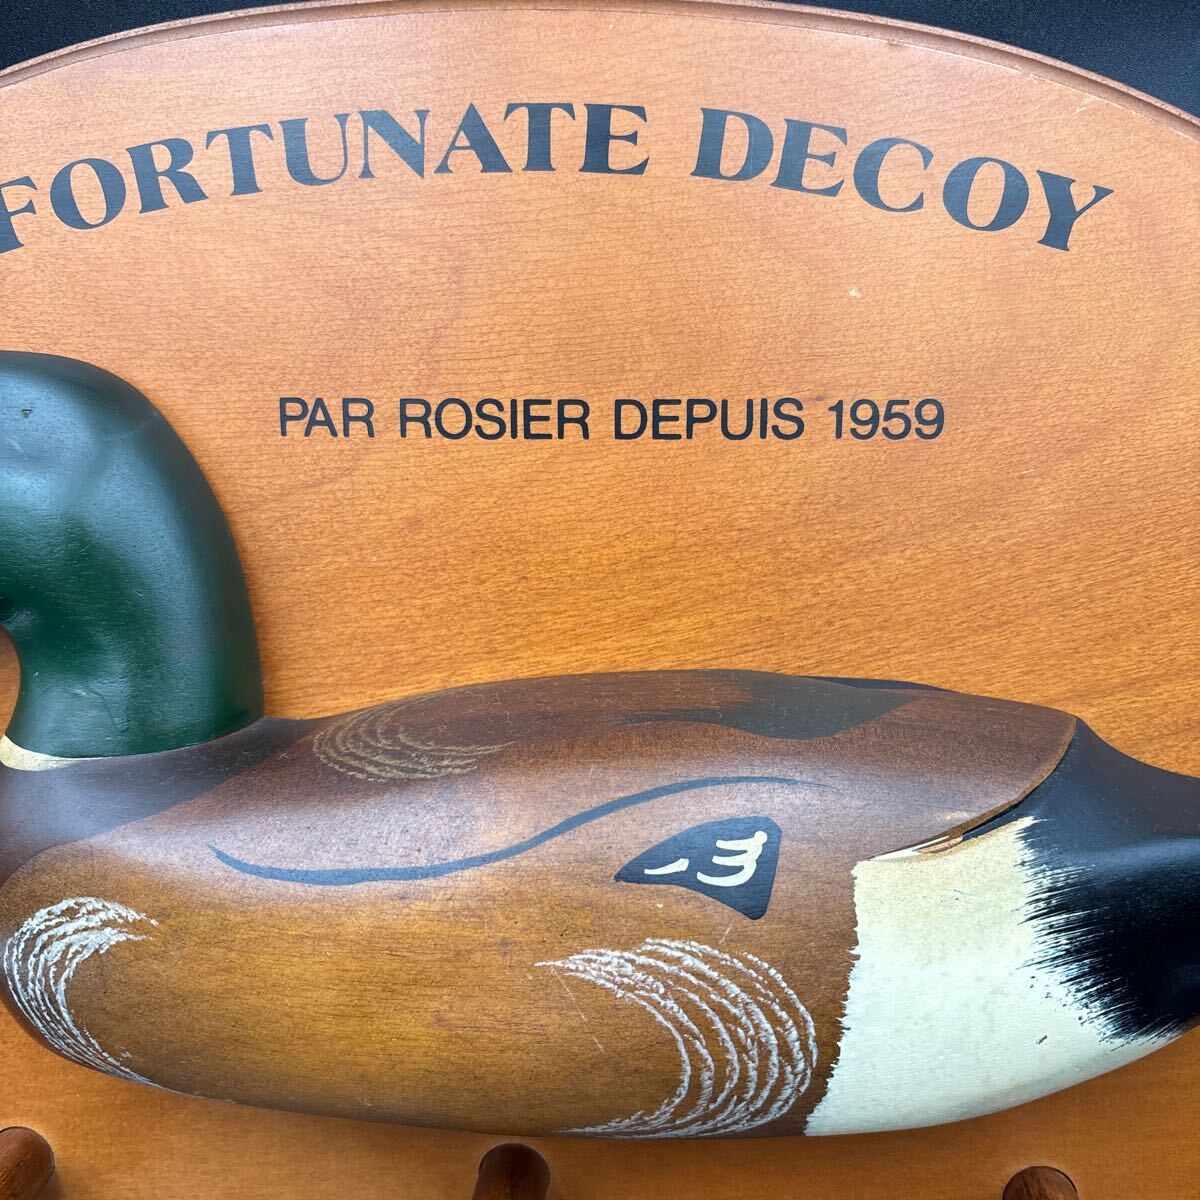 FORTUNATE DECOY
PAR ROSIER DEPUIS 1959